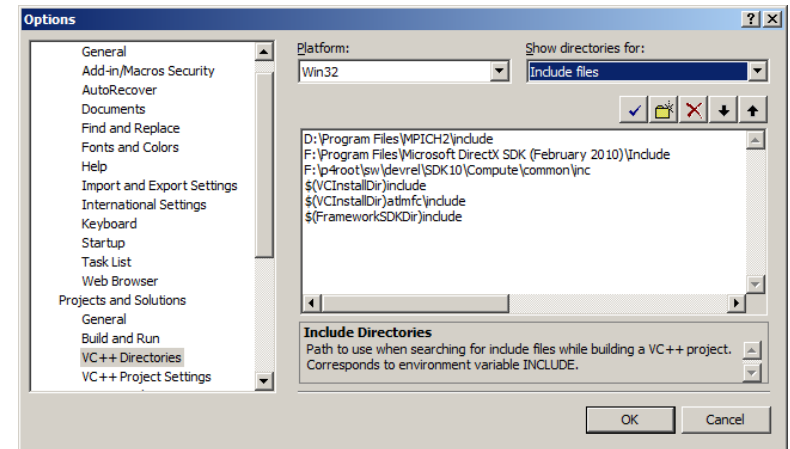 Options
General
Add-in/Macros Security
AutoRecover
Documents
Find and Replace
Fonts and Colors
Help
Import and Export Settings
International Settings
Keyboard
Startup
Task List
Web Browser
Projects and Solutions
General
Build and Run
VC++ Directories
VC++ Project Settings
Platform:
Win32
Show directories for:
Include files
D:\Program Files\MPICH2\include
F:\Program Files\Microsoft DirectX SDK (February 2010)\Include
F:\p4root\sw\devrel\SDK10\Compute\common\inc
$(VCInstallDir)include
$(VCInstallDir)atlmfc\include
$(FrameworkSDKDir)include
Include Directories
Path to use when searching for include files while building a VC++ project.
Corresponds to environment variable INCLUDE.
OK
Cancel